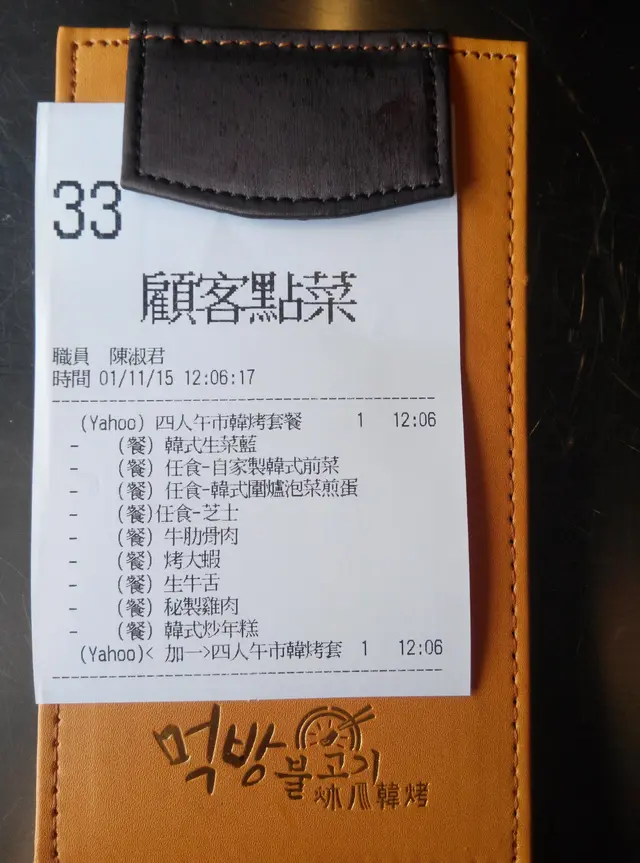 33
顧客點菜
職員 陳淑君
時間 01/11/15 12:06:17
(Yahoo) 四人午市韓烤套餐 1 12:06
- (餐) 韓式生菜藍
- (餐) 任食-自家製韓式前菜
- (餐) 任食-韓式圍爐泡菜煎蛋
- (餐)任食-芝士
- (餐) 牛肋骨肉
- (餐) 烤大蝦
- (餐) 生牛舌
- (餐) 秘製雞肉
- (餐) 韓式炒年糕
(Yahoo)< 加一>四人午市韓烤套 1 12:06
먹방
불고기
韓烤